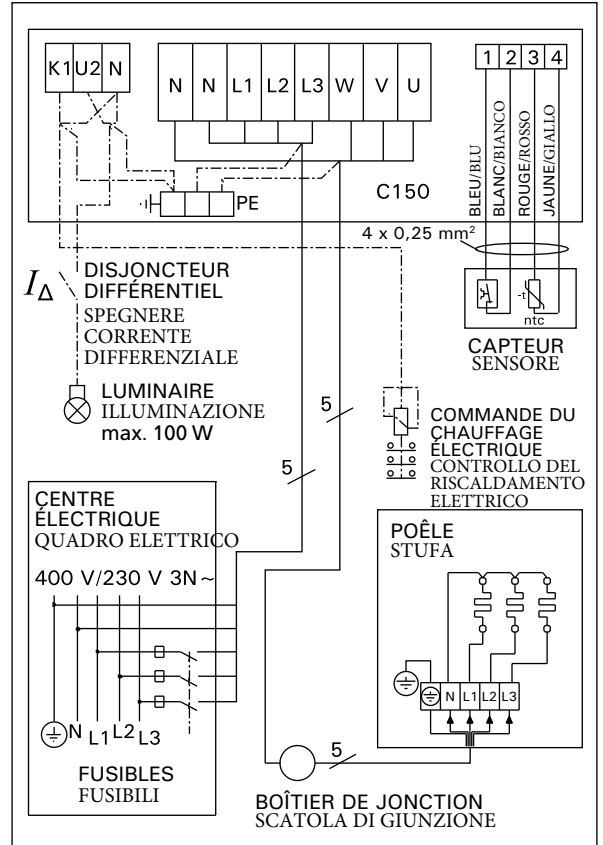 K1 U2 N
N N L1 L2 L3 W V U
1 2 3 4
BLEU/BLU
BLANC/BIANCO
ROUGE/ROSSO
JAUNE/GIALLO
PE
C150
4 x 0,25 mm²
-t
ntc
CAPTEUR
SENSORE
IΔ
DISJONCTEUR
DIFFÉRENTIEL
SPEGNERE
CORRENTE
DIFFERENZIALE
LUMINAIRE
ILLUMINAZIONE
max. 100 W
5
5
COMMANDE DU
CHAUFFAGE
ÉLECTRIQUE
CONTROLLO DEL
RISCALDAMENTO
ELETTRICO
CENTRE
ÉLECTRIQUE
QUADRO ELETTRICO
400 V/230 V 3N~
N L1 L2 L3
FUSIBLES
FUSIBILI
POÊLE
STUFA
N L1 L2 L3
5
BOÎTIER DE JONCTION
SCATOLA DI GIUNZIONE